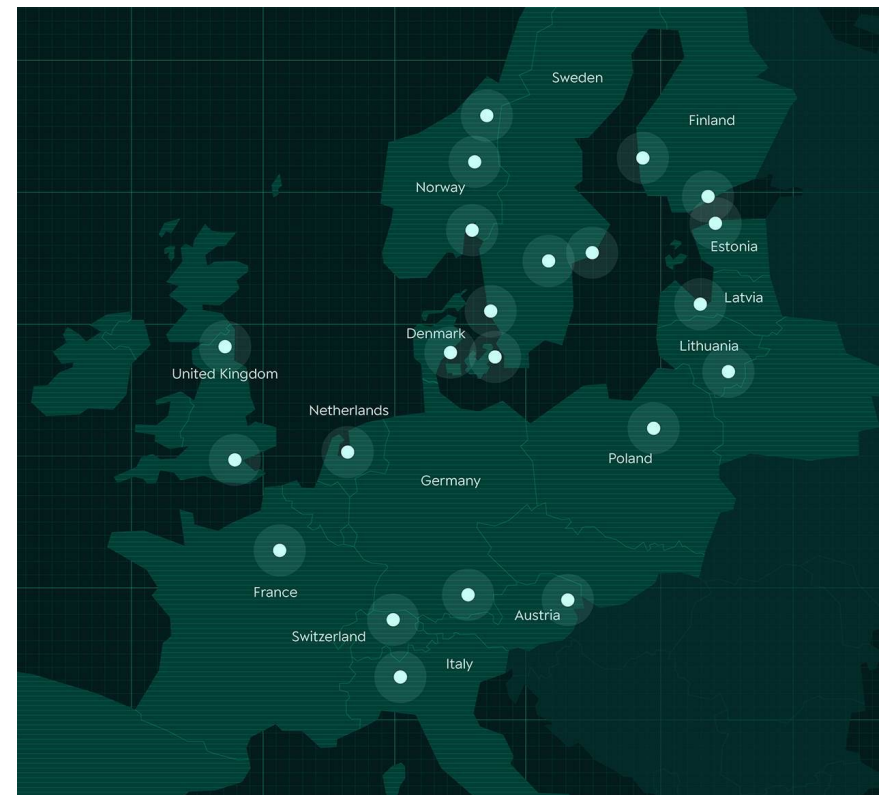 Sweden
Finland
Norway
Estonia
Latvia
Denmark
Lithuania
United Kingdom
Netherlands
Poland
Germany
France
Austria
Switzerland
Italy